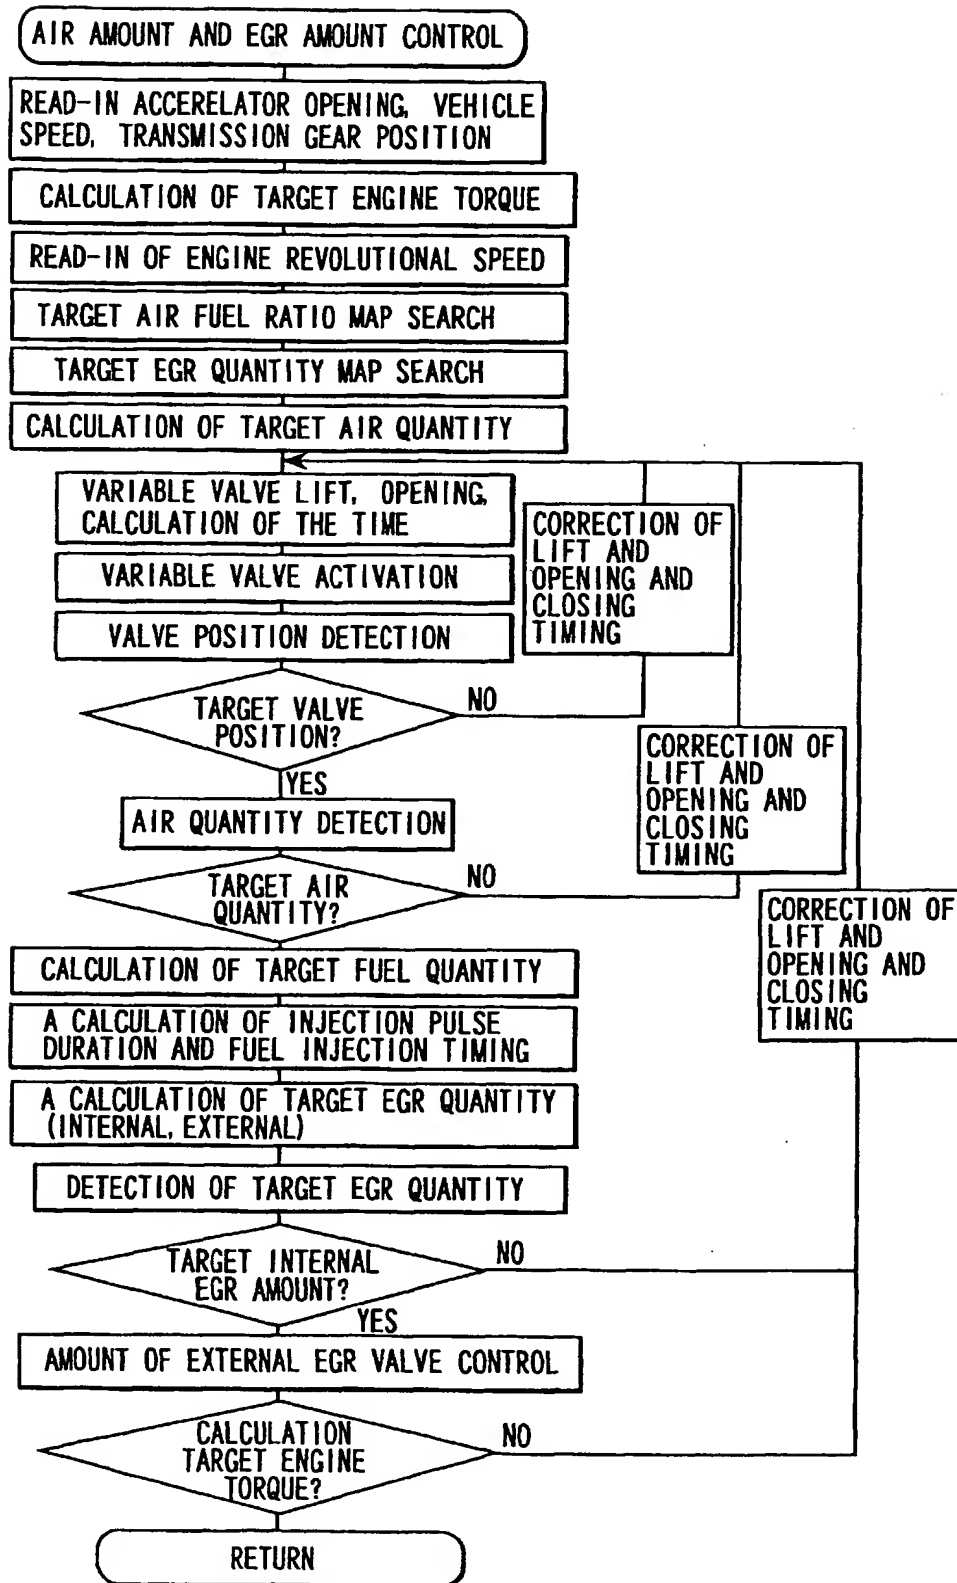 AIR AMOUNT AND EGR AMOUNT CONTROL
READ-IN ACCERELATOR OPENING, VEHICLE
SPEED, TRANSMISSION GEAR POSITION
CALCULATION OF TARGET ENGINE TORQUE
READ-IN OF ENGINE REVOLUTIONAL SPEED
TARGET AIR FUEL RATIO MAP SEARCH
TARGET EGR QUANTITY MAP SEARCH
CALCULATION OF TARGET AIR QUANTITY
VARIABLE VALVE LIFT, OPENING,
CALCULATION OF THE TIME
VARIABLE VALVE ACTIVATION
VALVE POSITION DETECTION
CORRECTION OF
LIFT AND
OPENING AND
CLOSING
TIMING
TARGET VALVE
POSITION?
NO
YES
CORRECTION OF
LIFT AND
OPENING AND
CLOSING
TIMING
AIR QUANTITY DETECTION
TARGET AIR
QUANTITY?
NO
CORRECTION OF
LIFT AND
OPENING AND
CLOSING
TIMING
CALCULATION OF TARGET FUEL QUANTITY
A CALCULATION OF INJECTION PULSE
DURATION AND FUEL INJECTION TIMING
A CALCULATION OF TARGET EGR QUANTITY
(INTERNAL, EXTERNAL)
DETECTION OF TARGET EGR QUANTITY
TARGET INTERNAL
EGR AMOUNT?
NO
YES
AMOUNT OF EXTERNAL EGR VALVE CONTROL
CALCULATION
TARGET ENGINE
TORQUE?
NO
RETURN